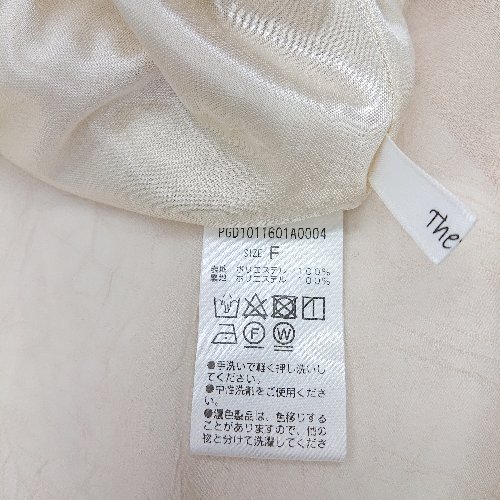 The
PGD1011601A0004
SIZE F
表地 ポリエステル 100%
裏地 ポリエステル 100%
F W
●手洗いで軽く押し洗いし
てください。
●中性洗剤をご使用くださ
い。
●濃色製品は、色移りする
ことがありますので、他の
物と分けて洗濯してくださ